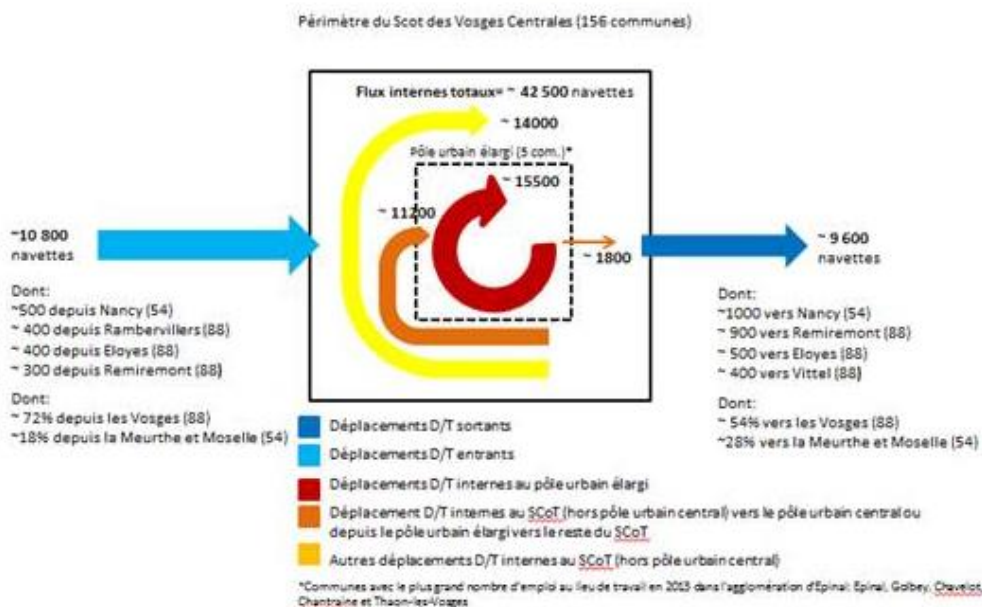 Périmètre du Scot des Vosges Centrales (156 communes)
Flux internes totaux= ~ 42 500 navettes
~ 14000
Pôle urbain élargi (5 com.)*
~ 15500
~ 11200
~ 1800
~10 800
navettes
Dont:
~500 depuis Nancy (54)
~ 400 depuis Rambervillers (88)
~ 400 depuis Eloyes (88)
~ 300 depuis Remiremont (88)
Dont:
~ 72% depuis les Vosges (88)
~18% depuis la Meurthe et Moselle (54)
~ 9 600
navettes
Dont:
~1000 vers Nancy (54)
~ 900 vers Remiremont (88)
~ 500 vers Eloyes (88)
~ 400 vers Vittel (88)
Dont:
~ 54% vers les Vosges (88)
~28% vers la Meurthe et Moselle (54)
Déplacements D/T sortants
Déplacements D/T entrants
Déplacements D/T internes au pôle urbain élargi
Déplacement D/T internes au SCoT (hors pôle urbain central) vers le pôle urbain central ou
depuis le pôle urbain élargi vers le reste du SCoT
Autres déplacements D/T internes au SCoT (hors pôle urbain central)
*Communes avec le plus grand nombre d'emploi au lieu de travail en 2013 dans l'agglomération d'Epinal: Epinal, Golbey, Chavelot,
Chantraine et Thaon-les-Vosges